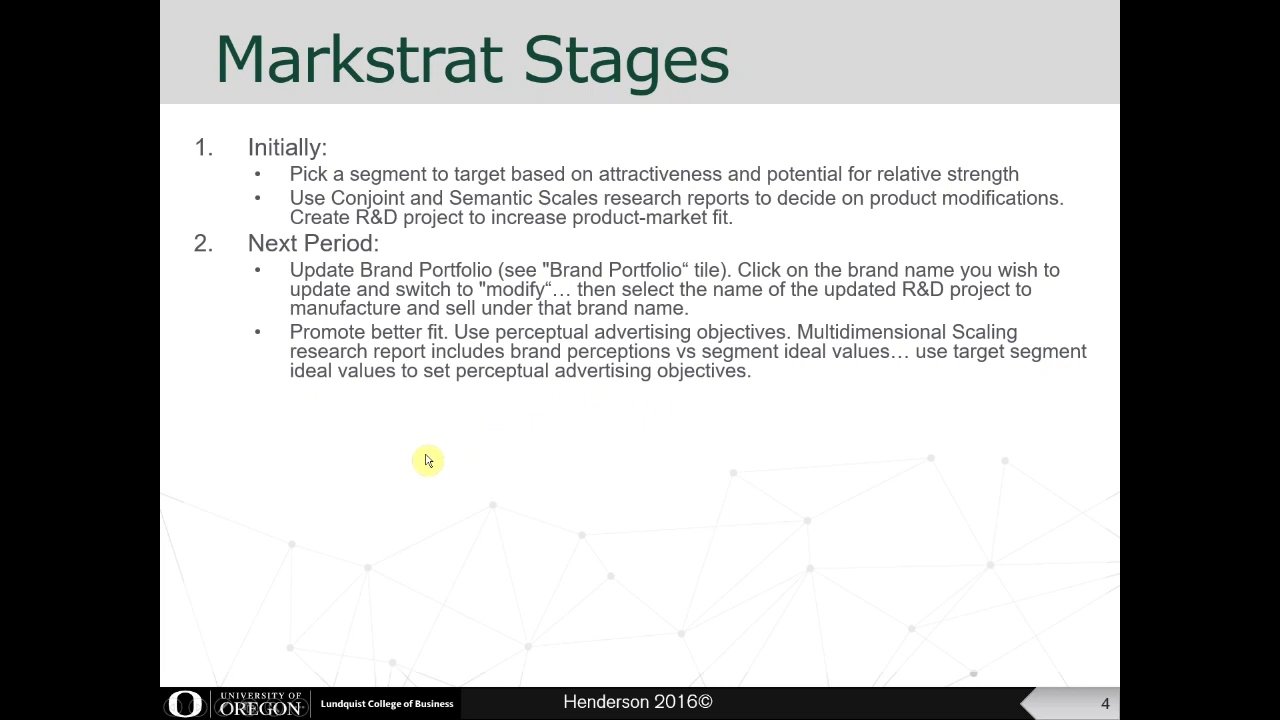 Markstrat Stages
1. Initially:
• Pick a segment to target based on attractiveness and potential for relative strength
• Use Conjoint and Semantic Scales research reports to decide on product modifications.
Create R&D project to increase product-market fit.
2. Next Period:
• Update Brand Portfolio (see "Brand Portfolio“ tile). Click on the brand name you wish to
update and switch to "modify“… then select the name of the updated R&D project to
manufacture and sell under that brand name.
• Promote better fit. Use perceptual advertising objectives. Multidimensional Scaling
research report includes brand perceptions vs segment ideal values… use target segment
ideal values to set perceptual advertising objectives.
O UNIVERSITY OF
OREGON
Lundquist College of Business
Henderson 2016©
4